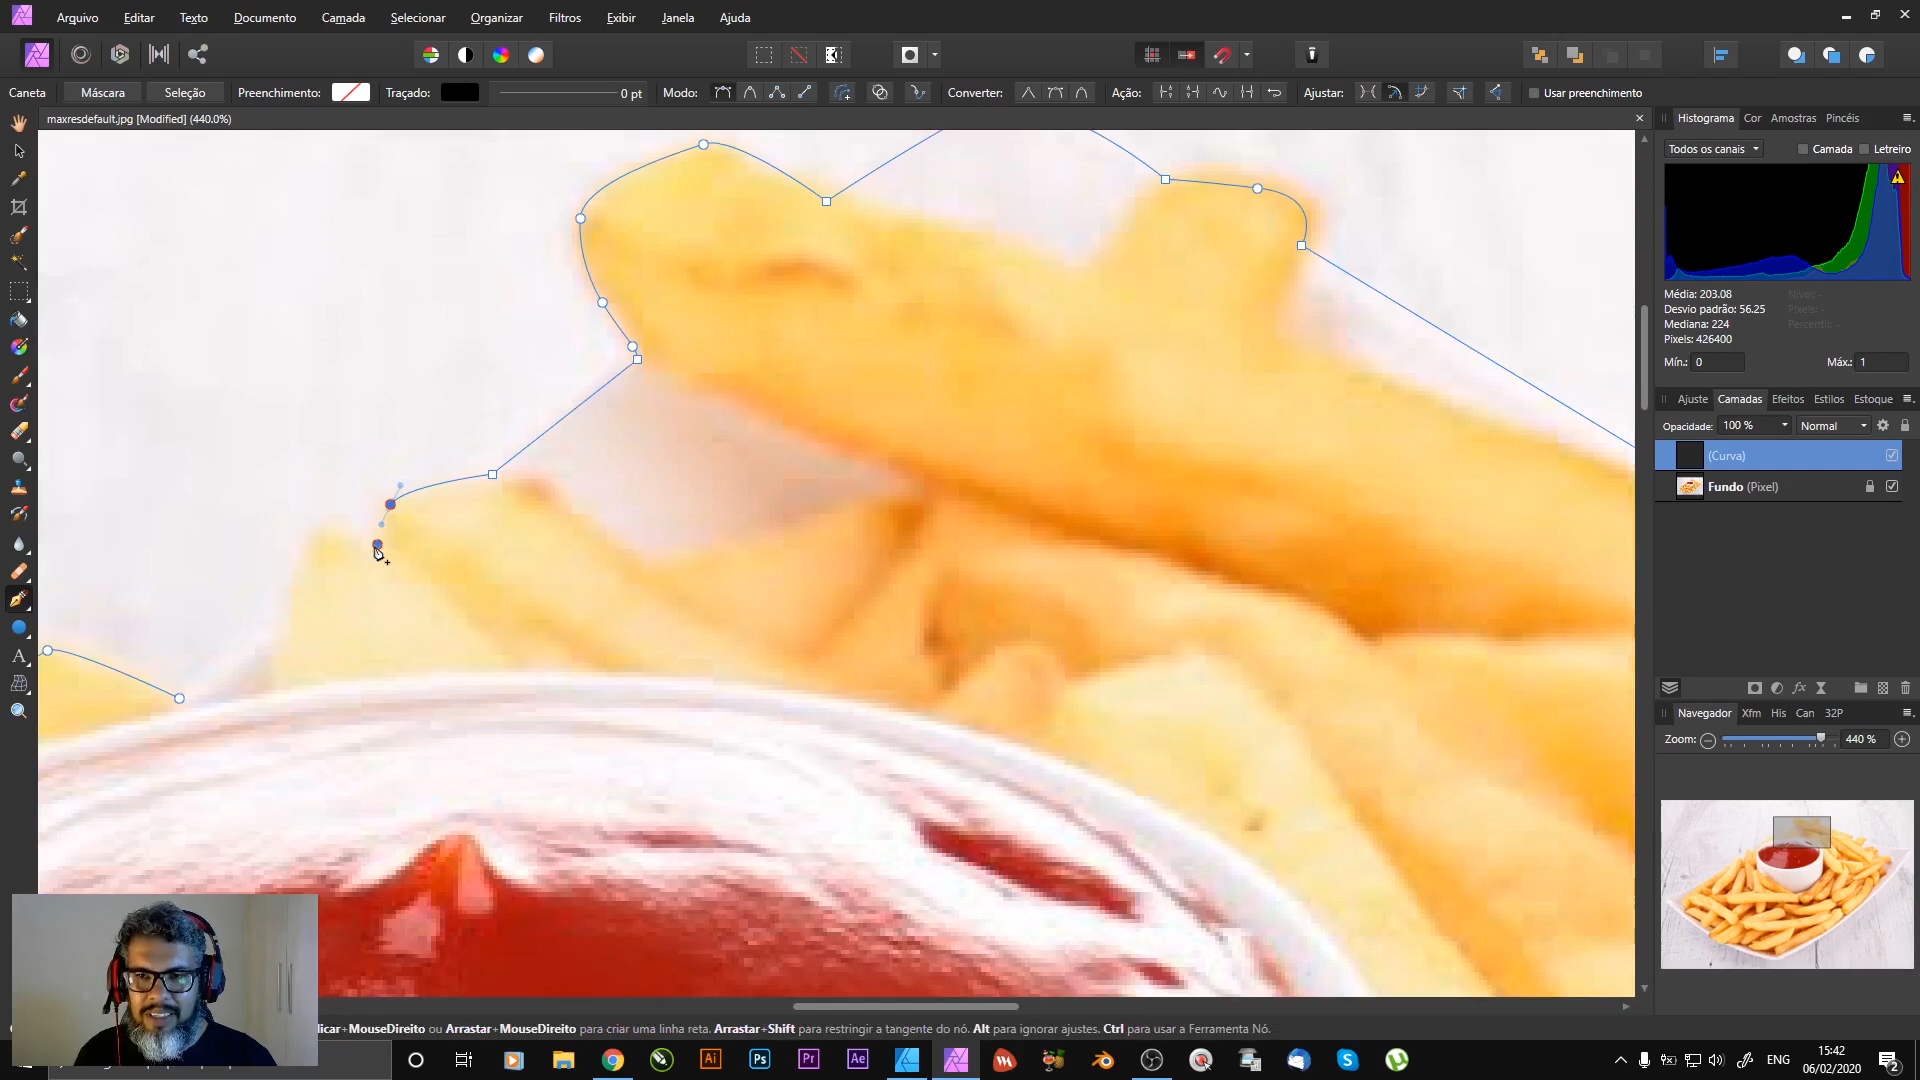 Arquivo Editar Texto Documento Camada Selecionar Organizar Filtros Exibir Janela Ajuda
Caneta Máscara Seleção Preenchimento: Traçado: 0 pt Modo: Converter: Ação: Ajustar: Usar preenchimento
maxresdefault.jpg [Modified] (440.0%)
Histograma Cor Amostras Pincéis
Todos os canais Camada Letreiro
Média: 203.08 Nível: -
Desvio padrão: 56.25 Pixels: -
Mediana: 224 Percentil: -
Pixels: 426400
Mín.: 0 Máx.: 1
Ajuste Camadas Efeitos Estilos Estoque
Opacidade: 100 % Normal
(Curva)
Fundo (Pixel)
Navegador Xfm His Can 32P
Zoom: 440 %
licar+MouseDireito ou Arrastar+MouseDireito para criar uma linha reta. Arrastar+Shift para restringir a tangente do nó. Alt para ignorar ajustes. Ctrl para usar a Ferramenta Nó.
Ai Ps Pr Ae
ENG
15:42
06/02/2020
2